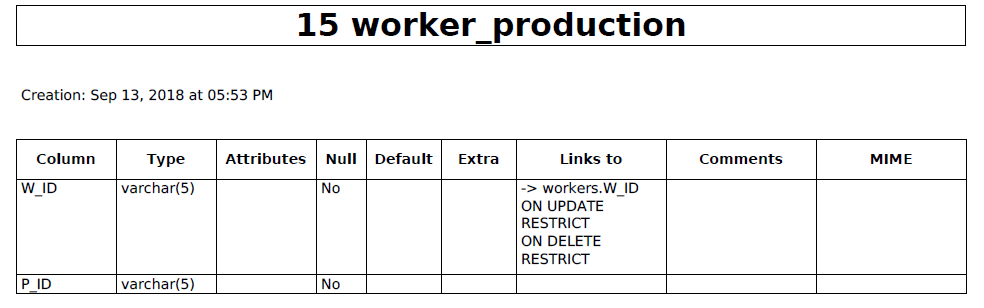 15 worker_production
Creation: Sep 13, 2018 at 05:53 PM
Column Type Attributes Null Default Extra Links to Comments MIME
W_ID varchar(5) No -> workers.W_ID
ON UPDATE
RESTRICT
ON DELETE
RESTRICT
P_ID varchar(5) No